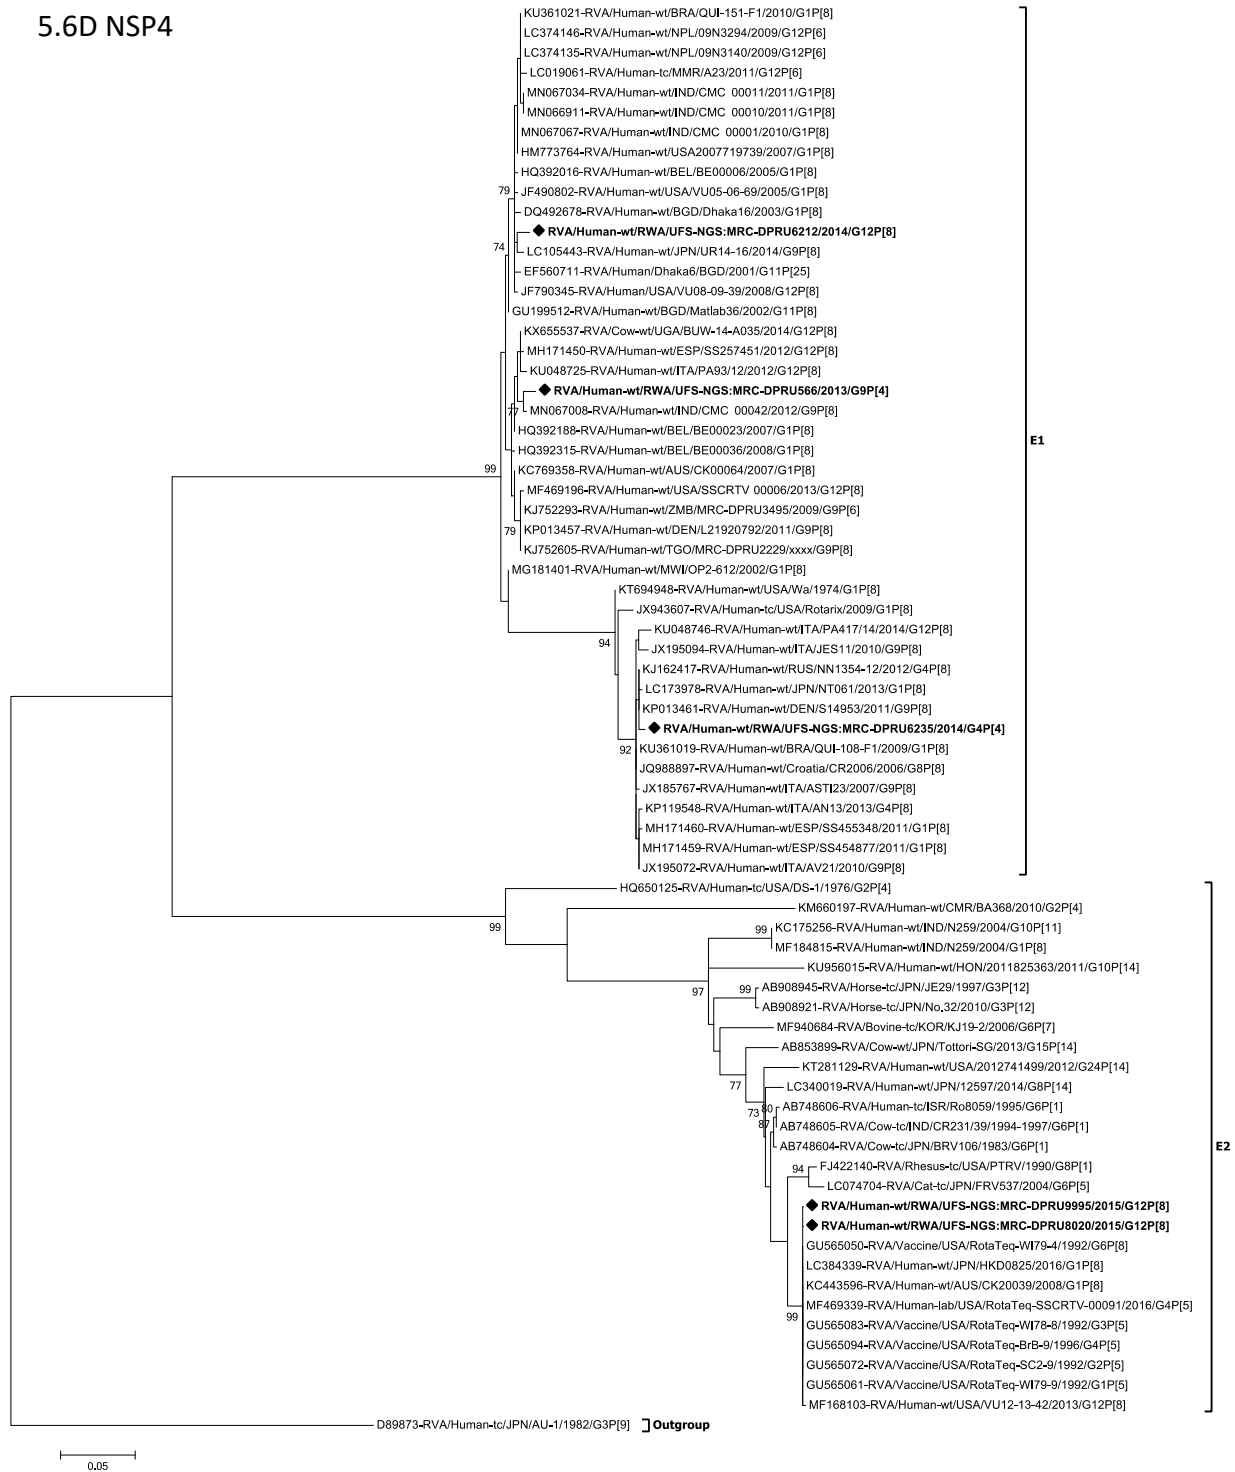 5.6D NSP4
KU361021-RVA/Human-wt/BRA/QUI-151-F1/2010/G1P[8]
LC374146-RVA/Human-wt/NPL/09N3294/2009/G12P[6]
LC374135-RVA/Human-wt/NPL/09N3140/2009/G12P[6]
LC019061-RVA/Human-tc/MMR/A23/2011/G12P[6]
MN067034-RVA/Human-wt/IND/CMC 00011/2011/G1P[8]
MN066911-RVA/Human-wt/IND/CMC 00010/2011/G1P[8]
MN067067-RVA/Human-wt/IND/CMC 00001/2010/G1P[8]
HM773764-RVA/Human-wt/USA2007719739/2007/G1P[8]
HQ392016-RVA/Human-wt/BEL/BE00006/2005/G1P[8]
79
JF490802-RVA/Human-wt/USA/VU05-06-69/2005/G1P[8]
DQ492678-RVA/Human-wt/BGD/Dhaka16/2003/G1P[8]
RVA/Human-wt/RWA/UFS-NGS:MRC-DPRU6212/2014/G12P[8]
74
LC105443-RVA/Human-wt/JPN/UR14-16/2014/G9P[8]
EF560711-RVA/Human/Dhaka6/BGD/2001/G11P[25]
JF790345-RVA/Human/USA/VU08-09-39/2008/G12P[8]
GU199512-RVA/Human-wt/BGD/Matlab36/2002/G11P[8]
KX655537-RVA/Cow-wt/UGA/BUW-14-A035/2014/G12P[8]
MH171450-RVA/Human-wt/ESP/SS257451/2012/G12P[8]
KU048725-RVA/Human-wt/ITA/PA93/12/2012/G12P[8]
RVA/Human-wt/RWA/UFS-NGS:MRC-DPRU566/2013/G9P[4]
77
MN067008-RVA/Human-wt/IND/CMC 00042/2012/G9P[8]
HQ392188-RVA/Human-wt/BEL/BE00023/2007/G1P[8]
E1
HQ392315-RVA/Human-wt/BEL/BE00036/2008/G1P[8]
99
KC769358-RVA/Human-wt/AUS/CK00064/2007/G1P[8]
MF469196-RVA/Human-wt/USA/SSCRTV 00006/2013/G12P[8]
KJ752293-RVA/Human-wt/ZMB/MRC-DPRU3495/2009/G9P[6]
79
KP013457-RVA/Human-wt/DEN/L21920792/2011/G9P[8]
KJ752605-RVA/Human-wt/TGO/MRC-DPRU2229/xxxx/G9P[8]
MG181401-RVA/Human-wt/MWI/OP2-612/2002/G1P[8]
KT694948-RVA/Human-wt/USA/Wa/1974/G1P[8]
JX943607-RVA/Human-tc/USA/Rotarix/2009/G1P[8]
KU048746-RVA/Human-wt/ITA/PA417/14/2014/G12P[8]
94
JX195094-RVA/Human-wt/ITA/JES11/2010/G9P[8]
KJ162417-RVA/Human-wt/RUS/NN1354-12/2012/G4P[8]
LC173978-RVA/Human-wt/JPN/NT061/2013/G1P[8]
KP013461-RVA/Human-wt/DEN/S14953/2011/G9P[8]
RVA/Human-wt/RWA/UFS-NGS:MRC-DPRU6235/2014/G4P[4]
92
KU361019-RVA/Human-wt/BRA/QUI-108-F1/2009/G1P[8]
JQ988897-RVA/Human-wt/Croatia/CR2006/2006/G8P[8]
JX185767-RVA/Human-wt/ITA/ASTI23/2007/G9P[8]
KP119548-RVA/Human-wt/ITA/AN13/2013/G4P[8]
MH171460-RVA/Human-wt/ESP/SS455348/2011/G1P[8]
MH171459-RVA/Human-wt/ESP/SS454877/2011/G1P[8]
JX195072-RVA/Human-wt/ITA/AV21/2010/G9P[8]
HQ650125-RVA/Human-tc/USA/DS-1/1976/G2P[4]
99
KM660197-RVA/Human-wt/CMR/BA368/2010/G2P[4]
99
KC175256-RVA/Human-wt/IND/N259/2004/G10P[11]
MF184815-RVA/Human-wt/IND/N259/2004/G1P[8]
KU956015-RVA/Human-wt/HON/2011825363/2011/G10P[14]
97
99
AB908945-RVA/Horse-tc/JPN/JE29/1997/G3P[12]
AB908921-RVA/Horse-tc/JPN/No.32/2010/G3P[12]
MF940684-RVA/Bovine-tc/KOR/KJ19-2/2006/G6P[7]
AB853899-RVA/Cow-wt/JPN/Tottori-SG/2013/G15P[14]
KT281129-RVA/Human-wt/USA/2012741499/2012/G24P[14]
77
LC340019-RVA/Human-wt/JPN/12597/2014/G8P[14]
73
80
AB748606-RVA/Human-tc/ISR/Ro8059/1995/G6P[1]
87
AB748605-RVA/Cow-tc/IND/CR231/39/1994-1997/G6P[1]
AB748604-RVA/Cow-tc/JPN/BRV106/1983/G6P[1]
E2
94
FJ422140-RVA/Rhesus-tc/USA/PTRV/1990/G8P[1]
LC074704-RVA/Cat-tc/JPN/FRV537/2004/G6P[5]
RVA/Human-wt/RWA/UFS-NGS:MRC-DPRU9995/2015/G12P[8]
RVA/Human-wt/RWA/UFS-NGS:MRC-DPRU8020/2015/G12P[8]
GU565050-RVA/Vaccine/USA/RotaTeq-WI79-4/1992/G6P[8]
LC384339-RVA/Human-wt/JPN/HKD0825/2016/G1P[8]
KC443596-RVA/Human-wt/AUS/CK20039/2008/G1P[8]
MF469339-RVA/Human-lab/USA/RotaTeq-SSCRTV-00091/2016/G4P[5]
99
GU565083-RVA/Vaccine/USA/RotaTeq-WI78-8/1992/G3P[5]
GU565094-RVA/Vaccine/USA/RotaTeq-BrB-9/1996/G4P[5]
GU565072-RVA/Vaccine/USA/RotaTeq-SC2-9/1992/G2P[5]
GU565061-RVA/Vaccine/USA/RotaTeq-WI79-9/1992/G1P[5]
MF168103-RVA/Human-wt/USA/VU12-13-42/2013/G12P[8]
D89873-RVA/Human-tc/JPN/AU-1/1982/G3P[9]
Outgroup
0.05